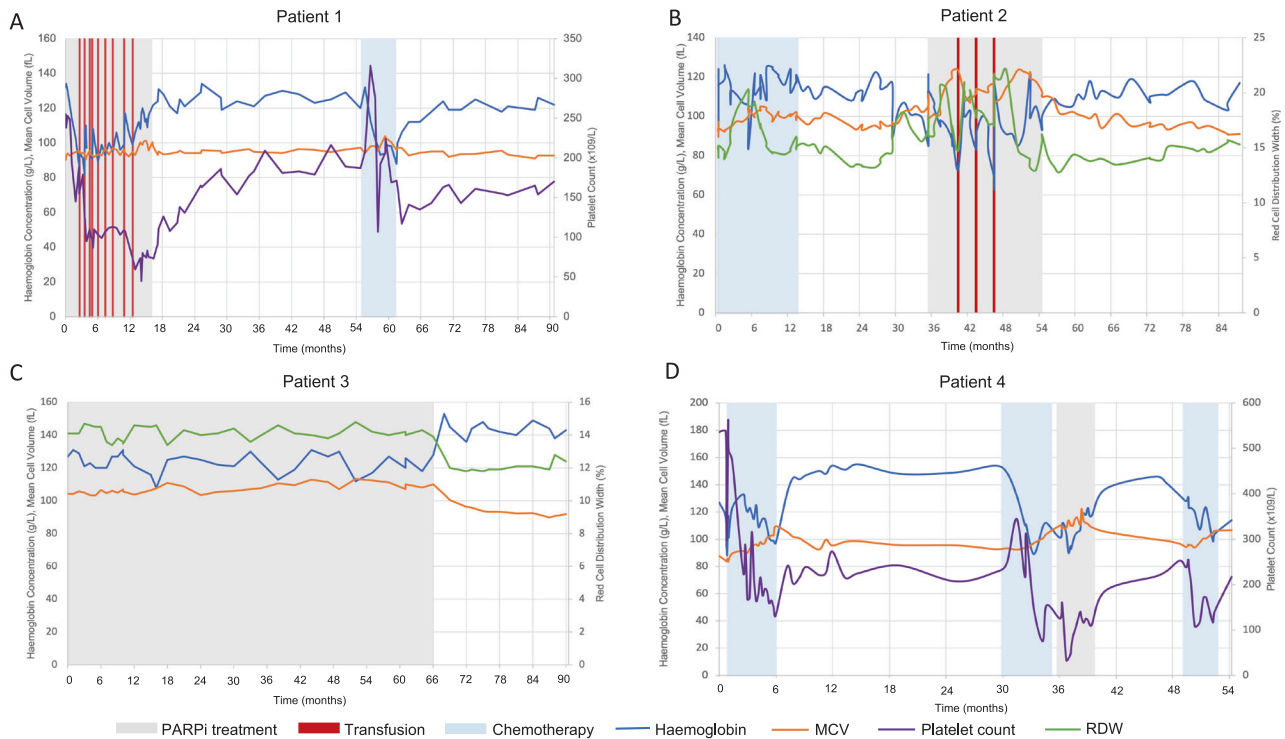 A
Patient 1
Haemoglobin Concentration (g/L), Mean Cell Volume (fL)
160
140
120
100
80
60
40
20
0
350
300
250
200
150
100
50
0
Platelet Count (x109/L)
0 6 12 18 24 30 36 42 48 54 60 66 72 78 84 90
Time (months)
B
Patient 2
Haemoglobin Concentration (g/L), Mean Cell Volume (fL)
140
120
100
80
60
40
20
0
25
20
15
10
5
0
Red Cell Distribution Width (%)
0 12 24 36 48 54 60 72 84
Time (months)
C
Patient 3
Haemoglobin Concentration (g/L), Mean Cell Volume (fL)
160
140
120
100
80
60
40
20
0
16
14
12
10
8
6
4
2
0
Red Cell Distribution Width (%)
0 6 12 18 24 30 36 42 48 54 60 66 72 78 84 90
Time (months)
D
Patient 4
Haemoglobin Concentration (g/L), Mean Cell Volume (fL)
200
180
160
140
120
100
80
60
40
20
0
600
500
400
300
200
100
0
Platelet Count (x109/L)
0 6 12 18 24 30 36 42 48 54
Time (months)
PARPi treatment Transfusion Chemotherapy Haemoglobin MCV Platelet count RDW